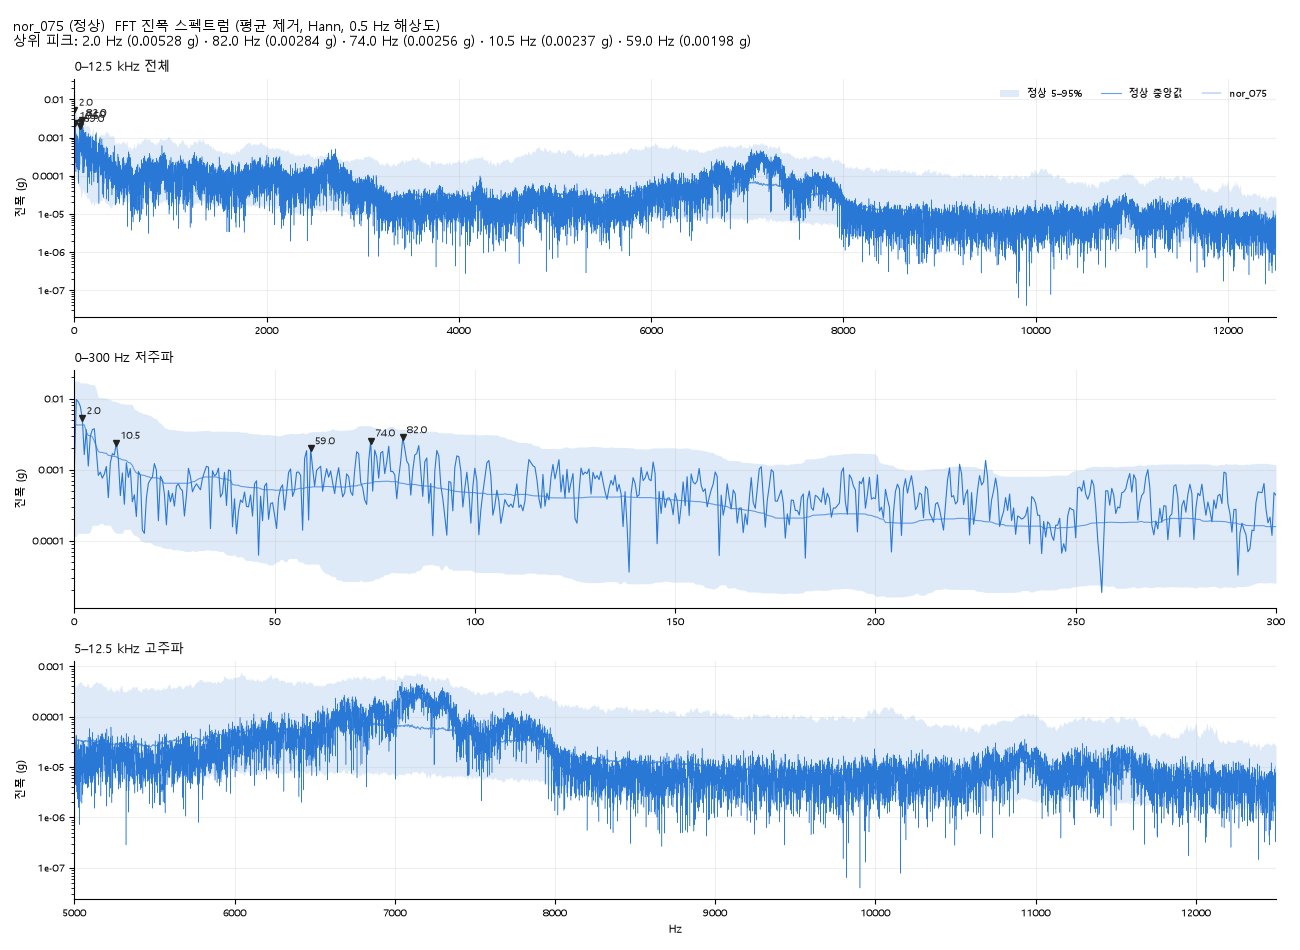 nor_075 (정상)  FFT 진폭 스펙트럼 (평균 제거, Hann, 0.5 Hz 해상도)
상위 피크: 2.0 Hz (0.00528 g) · 82.0 Hz (0.00284 g) · 74.0 Hz (0.00256 g) · 10.5 Hz (0.00237 g) · 59.0 Hz (0.00198 g)
0–12.5 kHz 전체
정상 5–95% 정상 중앙값 nor_075
2.0
82.0
59.0
0.01
0.001
0.0001
1e-05
1e-06
1e-07
진폭 (g)
0 2000 4000 6000 8000 10000 12000
0–300 Hz 저주파
2.0
10.5
59.0
74.0
82.0
0.01
0.001
0.0001
진폭 (g)
0 50 100 150 200 250 300
5–12.5 kHz 고주파
0.001
0.0001
1e-05
1e-06
1e-07
진폭 (g)
5000 6000 7000 8000 9000 10000 11000 12000
Hz